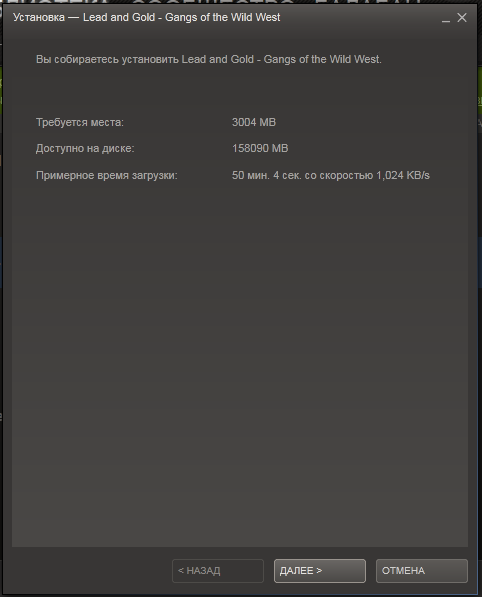 Установка — Lead and Gold - Gangs of the Wild West
Вы собираетесь установить Lead and Gold - Gangs of the Wild West.
Требуется места: 3004 MB
Доступно на диске: 158090 MB
Примерное время загрузки: 50 мин. 4 сек. со скоростью 1,024 KB/s
< НАЗАД ДАЛЕЕ > ОТМЕНА